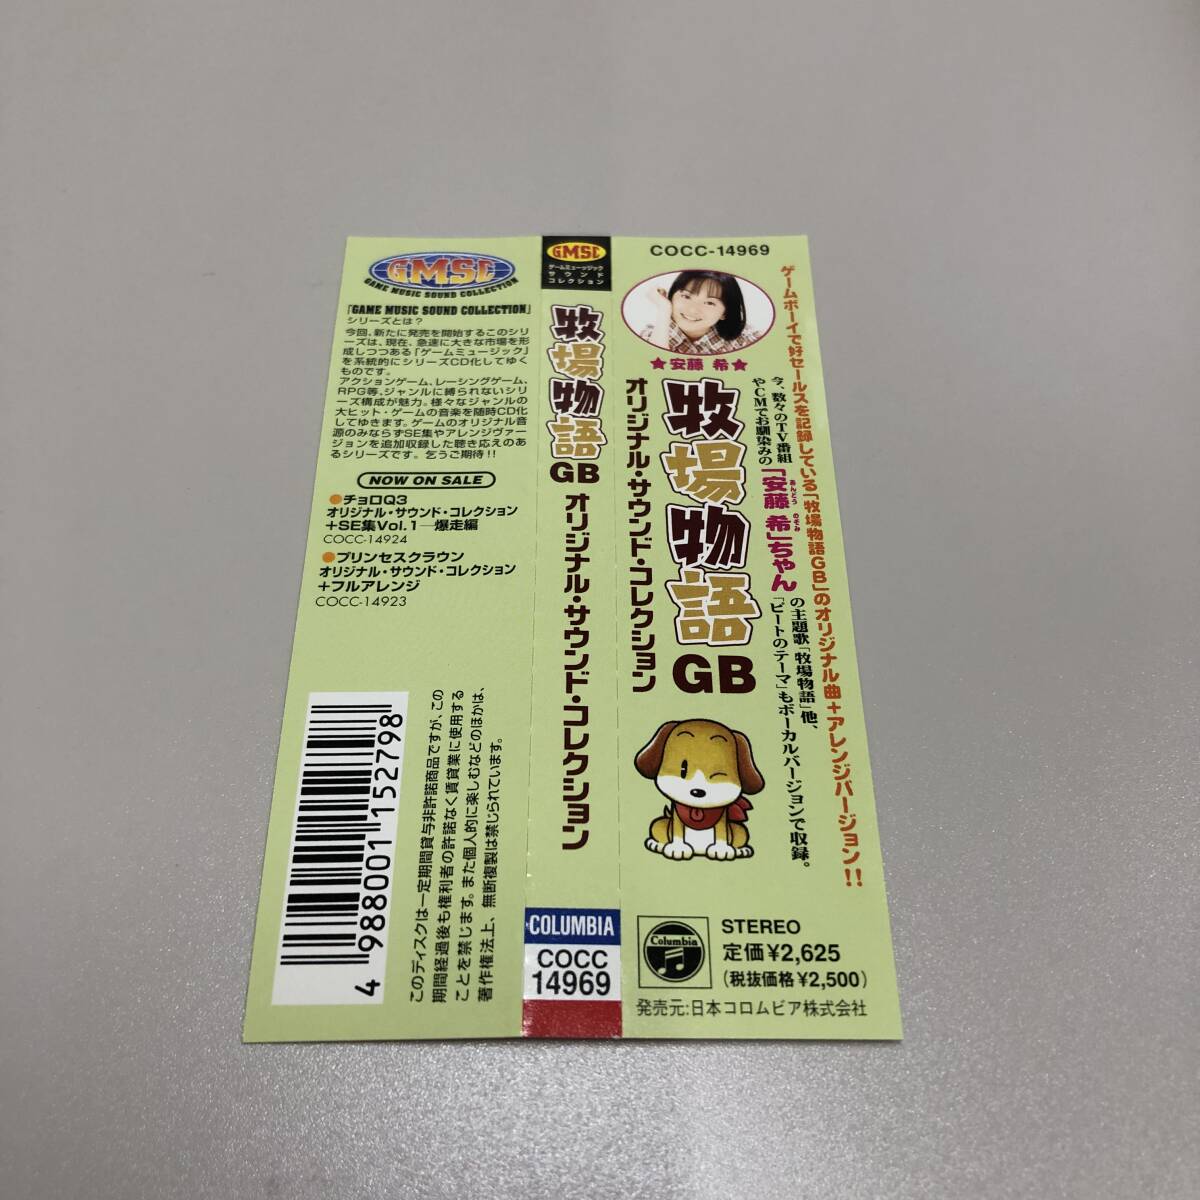 GMSC
GAME MUSIC SOUND COLLECTION
「GAME MUSIC SOUND COLLECTION」
シリーズとは?
今回、新たに発売を開始するこのシリ
ーズは、現在、急速に大きな市場を形
成しつつある「ゲームミュージック」
を系統的にシリーズCD化してゆく
ものです。
アクションゲーム、レーシングゲーム、
RPG等、ジャンルに縛られないシリ
ーズ構成が魅力。様々なジャンルの
大ヒット・ゲームの音楽を随時CD化
してゆきます。ゲームのオリジナル音
源のみならずSE集やアレンジヴァー
ジョンを追加収録した聴き応えのあ
るシリーズです。乞うご期待!!
NOW ON SALE
●チョロQ3
オリジナル・サウンド・コレクション
+SE集Vol.1―爆走編
COCC-14924
●プリンセスクラウン
オリジナル・サウンド・コレクション
+フルアレンジ
COCC-14923
4 988001 152798
このディスクは一定期間貸与非許諾商品ですが、この
期間経過後も権利者の許諾なく賃貸業に使用する
ことを禁じます。また個人的に楽しむなどのほかは、
著作権法上、無断複製は禁じられています。
GMSC
ゲームミュージック
サウンド
コレクション
牧場物語
GB
オリジナル・サウンド・コレクション
COLUMBIA
COCC
14969
COCC-14969
★安藤 希★
ゲームボーイで好セールスを記録している「牧場物語GB」のオリジナル曲+アレンジバージョン!!
今、数々のTV番組
やCMでお馴染みの
「安藤 希」ちゃん
あんどう のぞみ
の主題歌「牧場物語」他、
「ピートのテーマ」もボーカルバージョンで収録。
牧場物語
GB
オリジナル・サウンド・コレクション
Columbia
STEREO
定価¥2,625
(税抜価格¥2,500)
発売元:日本コロムビア株式会社